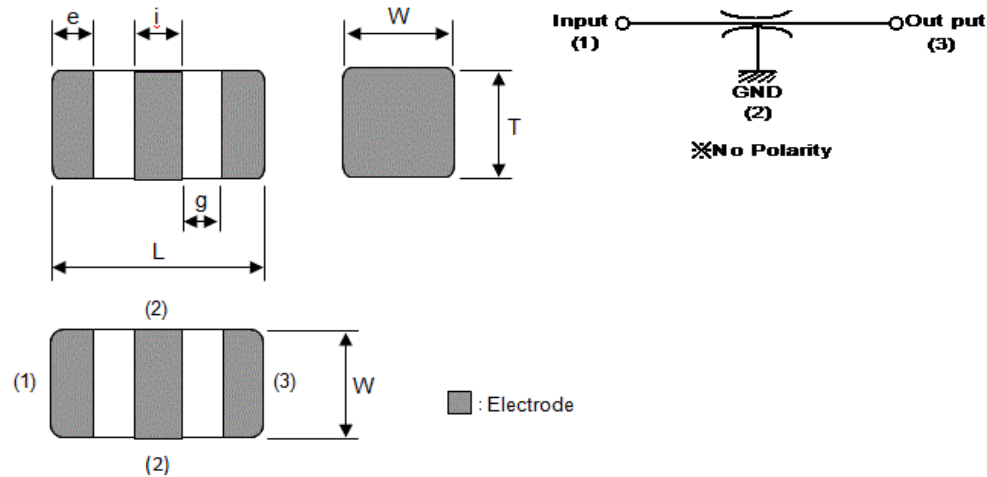 e
i
W
Input
(1)
Out put
(3)
GND
(2)
※No Polarity
T
g
L
(2)
(1)
(3)
W
(2)
: Electrode